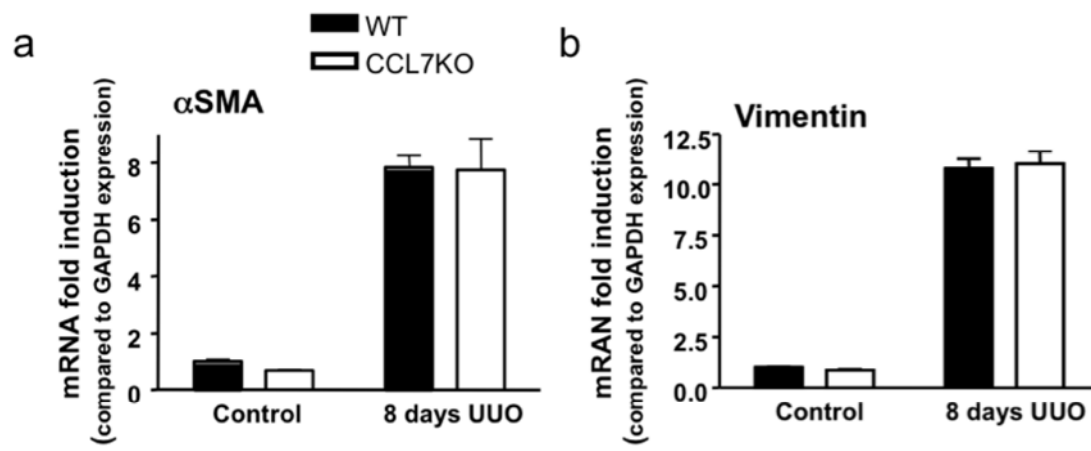 a
WT
CCL7KO
αSMA
mRNA fold induction
(compared to GAPDH expression)
8
6
4
2
0
Control
8 days UUO
b
Vimentin
mRAN fold induction
(compared to GAPDH expression)
12.5
10.0
7.5
5.0
2.5
0.0
Control
8 days UUO